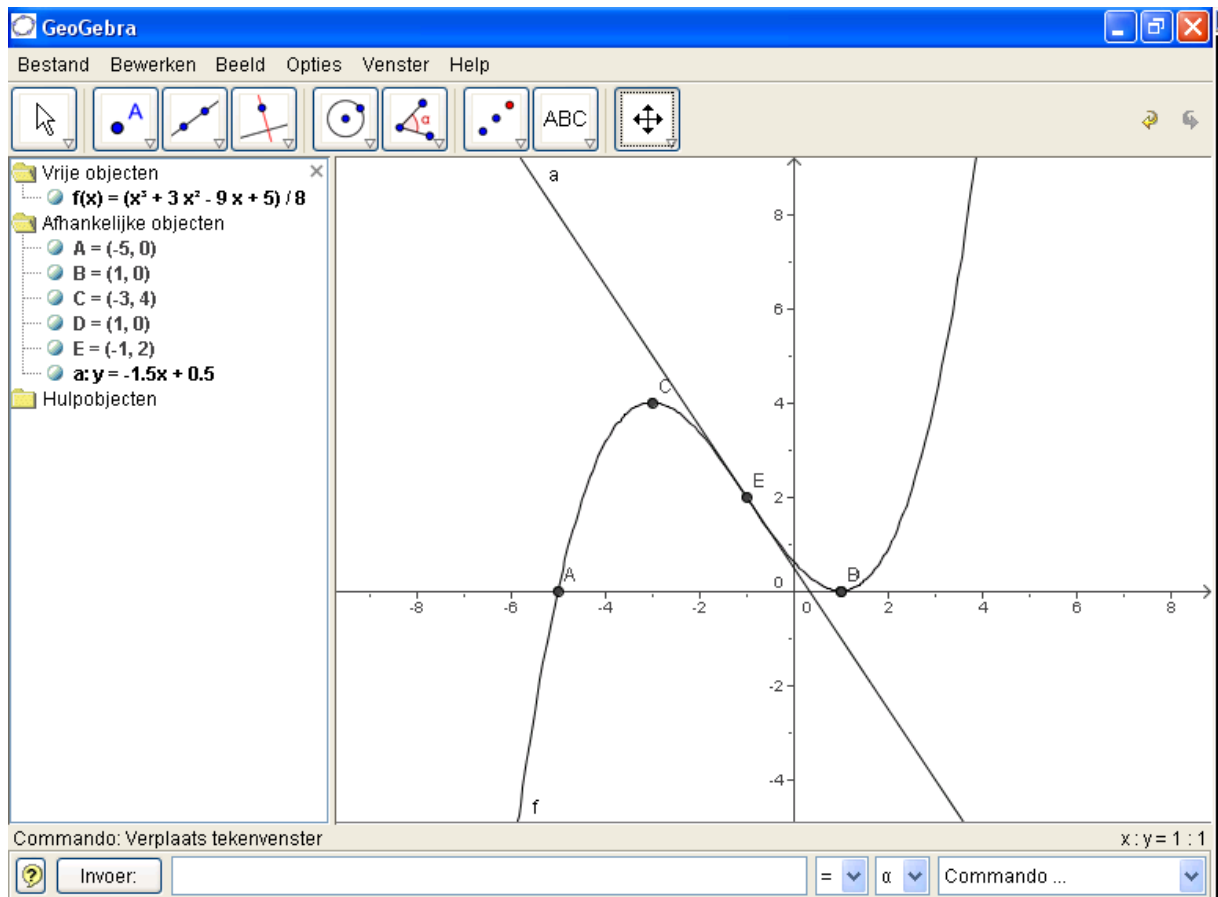 GeoGebra
Bestand Bewerken Beeld Opties Venster Help
A
α
ABC
Vrije objecten
f(x) = (x³ + 3 x² - 9 x + 5) / 8
Afhankelijke objecten
A = (-5, 0)
B = (1, 0)
C = (-3, 4)
D = (1, 0)
E = (-1, 2)
a: y = -1.5x + 0.5
Hulpobjecten
a
8
6
C
4
E
2
A
0
B
-8 -6 -4 -2 0 2 4 6 8
-2
-4
f
Commando: Verplaats tekenvenster x : y = 1 : 1
? Invoer: = α Commando ...